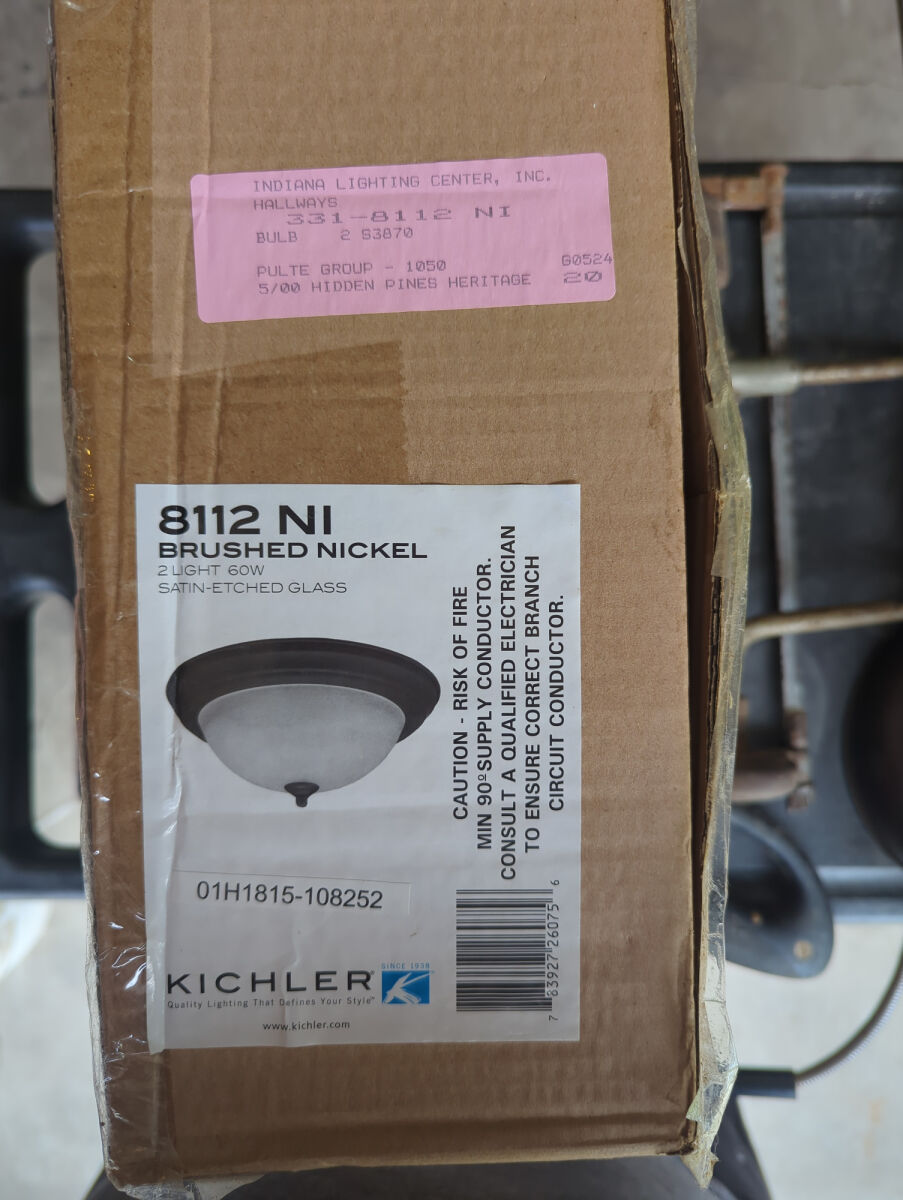 INDIANA LIGHTING CENTER, INC.
HALLWAYS
331-8112 NI
BULB 2 S3870
PULTE GROUP - 1050 G0524
5/00 HIDDEN PINES HERITAGE 20
8112 NI
BRUSHED NICKEL
2 LIGHT 60W
SATIN-ETCHED GLASS
CAUTION - RISK OF FIRE
MIN 90º SUPPLY CONDUCTOR.
CONSULT A QUALIFIED ELECTRICIAN
TO ENSURE CORRECT BRANCH
CIRCUIT CONDUCTOR.
01H1815-108252
KICHLER®
SINCE 1938
Quality Lighting That Defines Your Style™
www.kichler.com
7 83927 26075 6